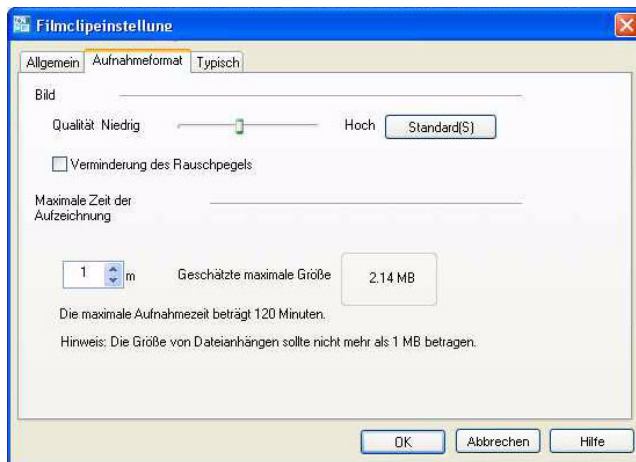 Filmclipeinstellung
Allgemein Aufnahmeformat Typisch
Bild
Qualität Niedrig Hoch Standard(S)
Verminderung des Rauschpegels
Maximale Zeit der
Aufzeichnung
1 m Geschätzte maximale Größe 2.14 MB
Die maximale Aufnahmezeit beträgt 120 Minuten.
Hinweis: Die Größe von Dateianhängen sollte nicht mehr als 1 MB betragen.
OK Abbrechen Hilfe